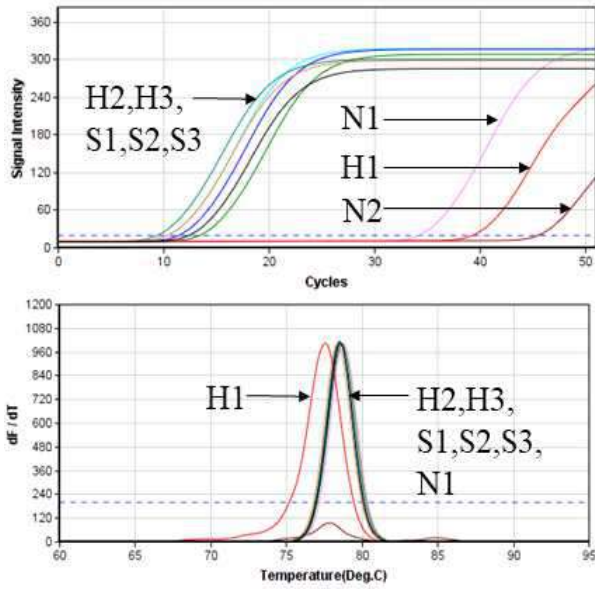 360
300
240
180
120
60
0
Signal Intensity
H2,H3,
S1,S2,S3
N1
H1
N2
0 10 20 30 40 50
Cycles
1200
1080
960
840
720
600
480
360
240
120
0
dF / dT
H1
H2,H3,
S1,S2,S3,
N1
60 65 70 75 80 85 90 95
Temperature(Deg.C)